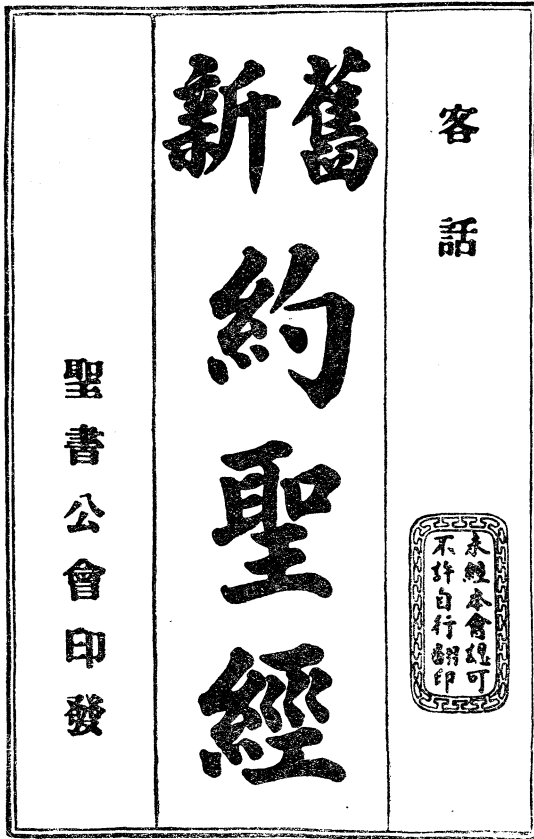 客話
未經本會規可
不許自行翻印
舊新
約聖經
聖書公會印發